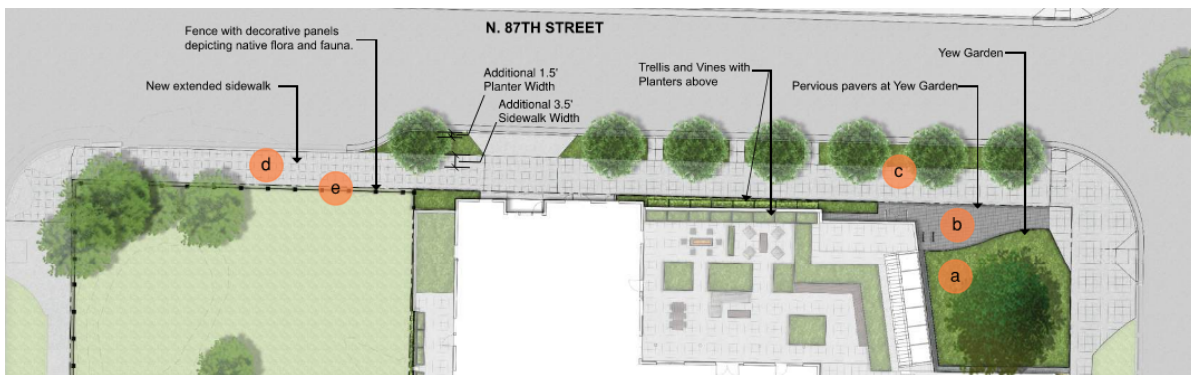 N. 87TH STREET
Fence with decorative panels
depicting native flora and fauna.
New extended sidewalk
Additional 1.5'
Planter Width
Additional 3.5'
Sidewalk Width
Trellis and Vines with
Planters above
Yew Garden
Pervious pavers at Yew Garden
d
e
c
b
a